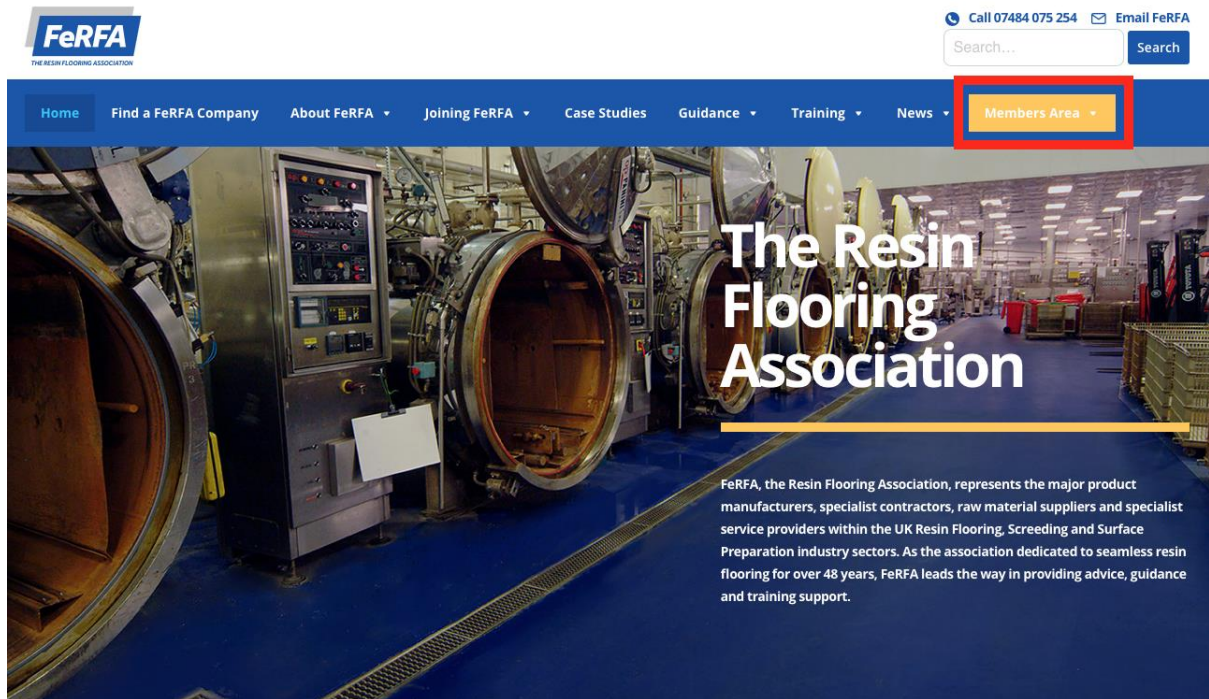 FeRFA
THE RESIN FLOORING ASSOCIATION
Call 07484 075 254 Email FeRFA
Search... Search
Home Find a FeRFA Company About FeRFA Joining FeRFA Case Studies Guidance Training News Members Area
The Resin
Flooring
Association
FeRFA, the Resin Flooring Association, represents the major product
manufacturers, specialist contractors, raw material suppliers and specialist
service providers within the UK Resin Flooring, Screeding and Surface
Preparation industry sectors. As the association dedicated to seamless resin
flooring for over 48 years, FeRFA leads the way in providing advice, guidance
and training support.